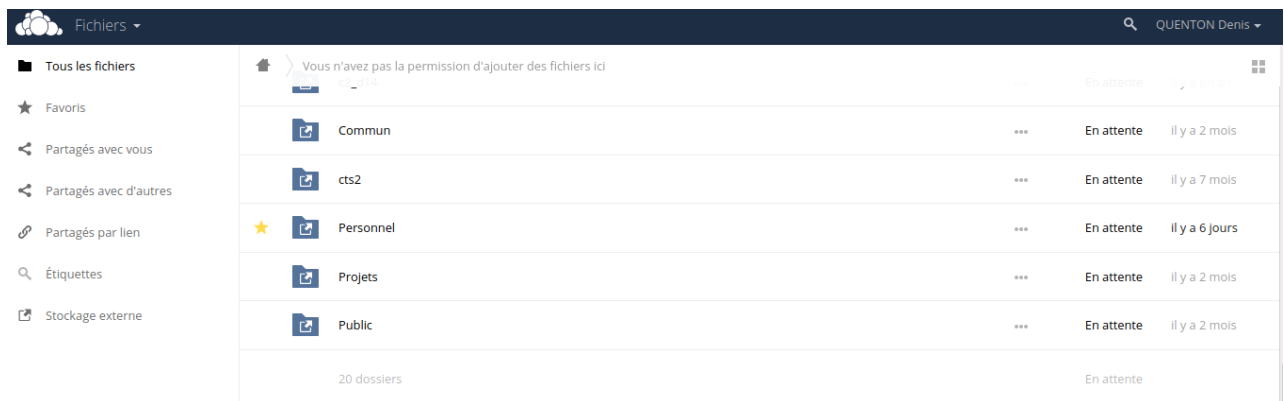 Fichiers
QUENTON Denis
Tous les fichiers
Favoris
Partagés avec vous
Partagés avec d'autres
Partagés par lien
Étiquettes
Stockage externe
Vous n'avez pas la permission d'ajouter des fichiers ici
En attente
Commun ... En attente il y a 2 mois
cts2 ... En attente il y a 7 mois
Personnel ... En attente il y a 6 jours
Projets ... En attente il y a 2 mois
Public ... En attente il y a 2 mois
20 dossiers En attente